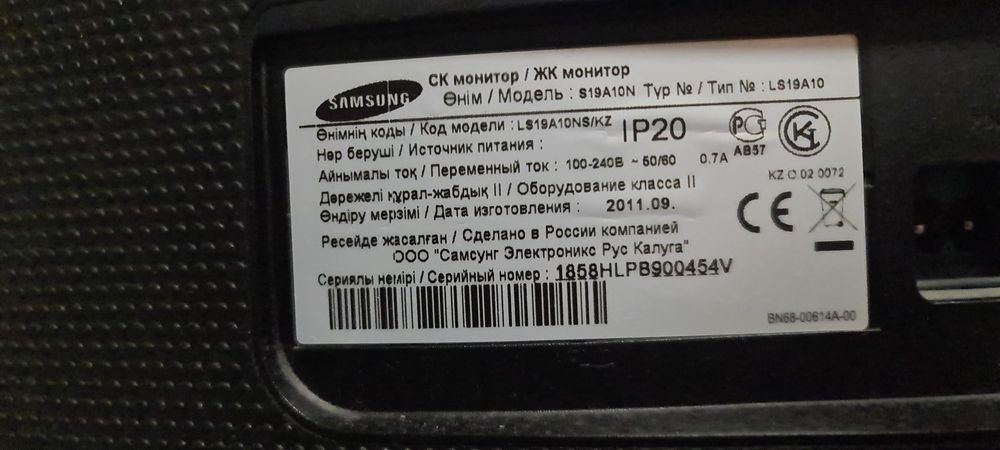 SAMSUNG
СК монитор / ЖК монитор
Өнім / Модель : S19A10N Түр № / Тип № : LS19A10
Өнімнің коды / Код модели : LS19A10NS/KZ
IP20
Нәр беруші / Источник питания :
Айнымалы тоқ / Переменный ток : 100-240В ~ 50/60 0.7A
АВ57
KZ O.02 0072
Дәрежелі құрал-жабдық II / Оборудование класса II
Өндіру мерзімі / Дата изготовления : 2011.09.
CE
Ресейде жасалған / Сделано в России компанией
ООО "Самсунг Электроникс Рус Калуга"
Сериялы немірі / Серийный номер : 1858HLPB900454V
BN68-00614A-00